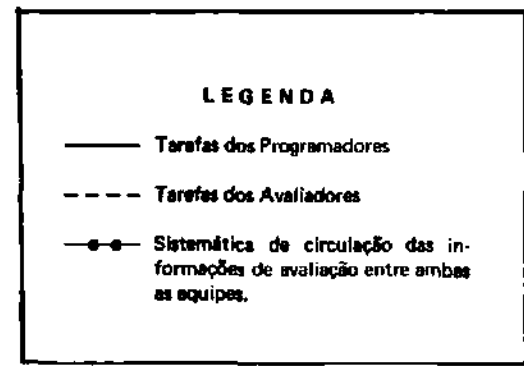 LEGENDA
Tarefas dos Programadores
Tarefas dos Avaliadores
Sistemática de circulação das in-
formações de avaliação entre ambas
as equipes.